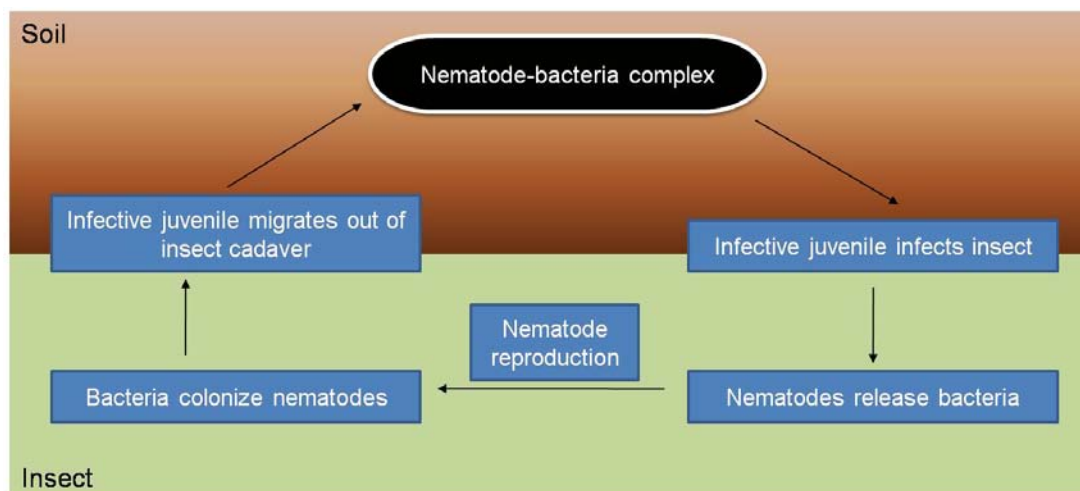 Soil
Nematode-bacteria complex
Infective juvenile migrates out of
insect cadaver
Infective juvenile infects insect
Nematode
reproduction
Bacteria colonize nematodes
Nematodes release bacteria
Insect